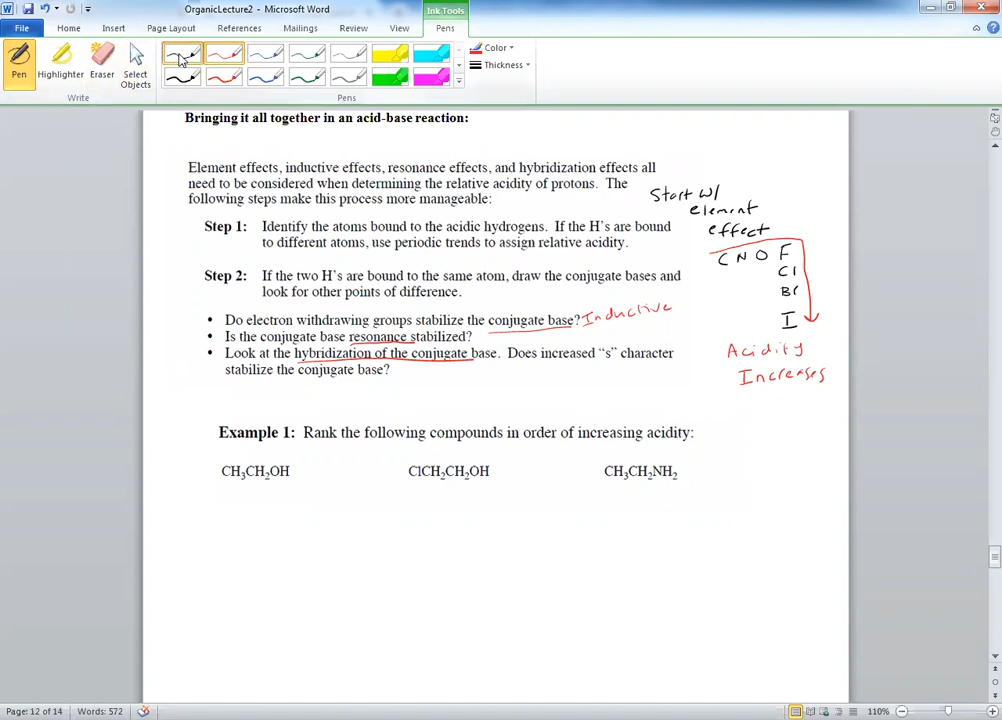 OrganicLecture2 - Microsoft Word
Ink Tools
File Home Insert Page Layout References Mailings Review View Pens
Pen
Highlighter
Eraser
Select
Objects
Color
Thickness
Write
Pens
Bringing it all together in an acid-base reaction:
Element effects, inductive effects, resonance effects, and hybridization effects all
need to be considered when determining the relative acidity of protons. The
following steps make this process more manageable:
Start w/
element
effect
Step 1: Identify the atoms bound to the acidic hydrogens. If the H's are bound
to different atoms, use periodic trends to assign relative acidity.
C N O F
Cl
Br
I
Step 2: If the two H's are bound to the same atom, draw the conjugate bases and
look for other points of difference.
• Do electron withdrawing groups stabilize the conjugate base? Inductive
• Is the conjugate base resonance stabilized?
• Look at the hybridization of the conjugate base. Does increased “s” character
stabilize the conjugate base?
Acidity
Increases
Example 1: Rank the following compounds in order of increasing acidity:
CH₃CH₂OH ClCH₂CH₂OH CH₃CH₂NH₂
Page: 12 of 14 Words: 572 110%